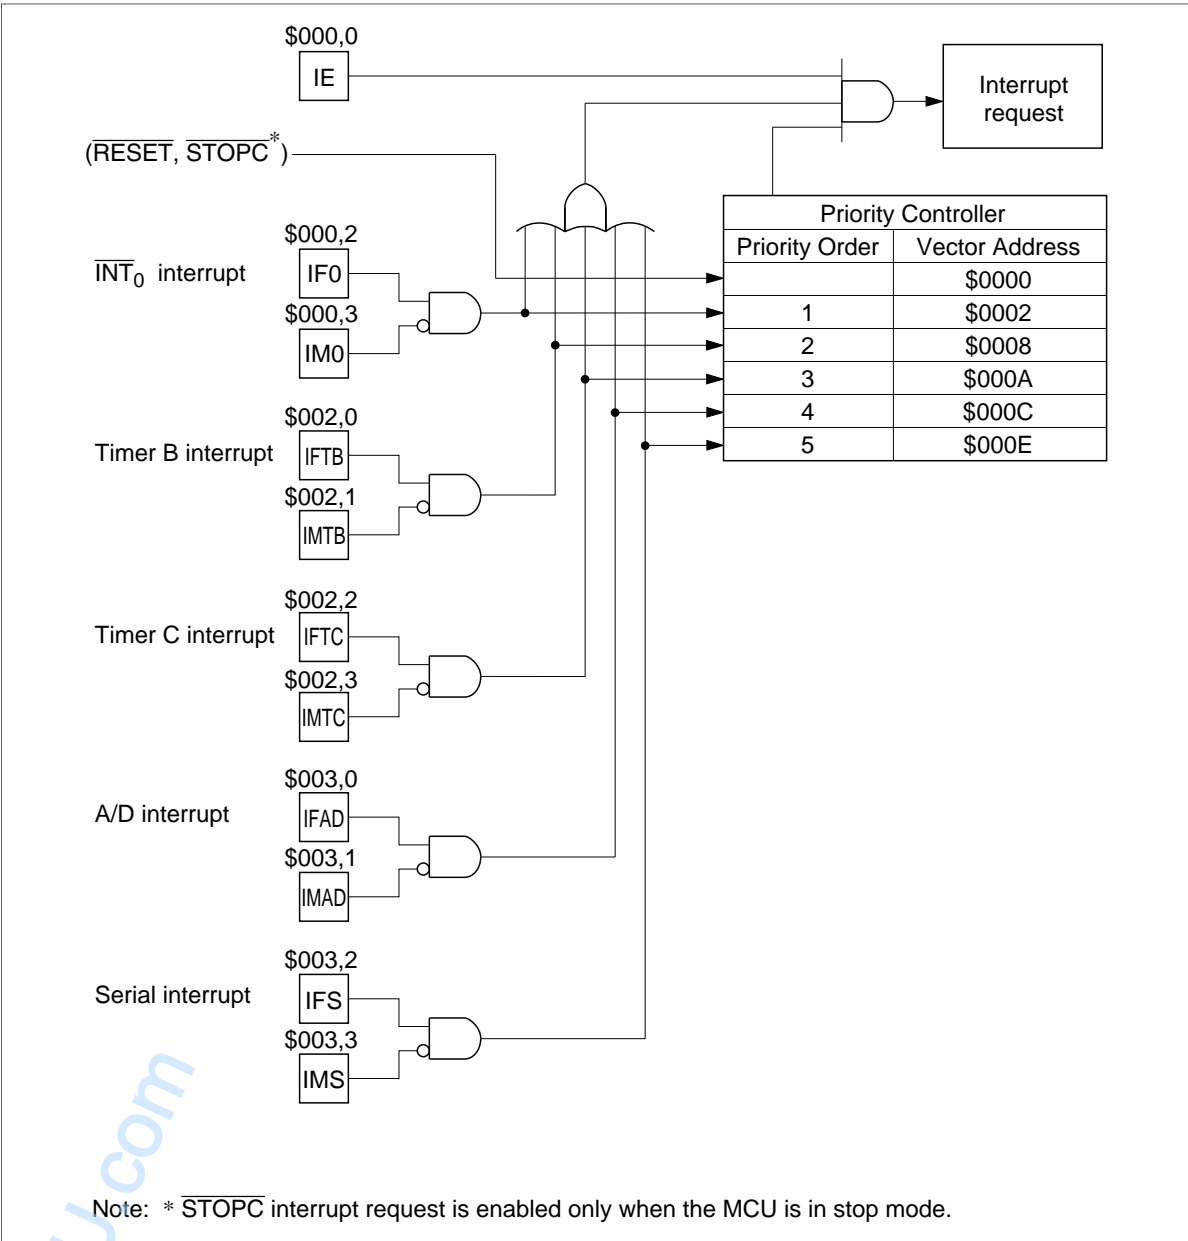 $000,0
IE
Interrupt
request
(RESET, STOPC*)
Priority Controller
Priority Order Vector Address
$0000
1 $0002
2 $0008
3 $000A
4 $000C
5 $000E
$000,2
INT0 interrupt
IF0
$000,3
IM0
$002,0
Timer B interrupt
IFTB
$002,1
IMTB
$002,2
Timer C interrupt
IFTC
$002,3
IMTC
$003,0
A/D interrupt
IFAD
$003,1
IMAD
$003,2
Serial interrupt
IFS
$003,3
IMS
Note: * STOPC interrupt request is enabled only when the MCU is in stop mode.
.com